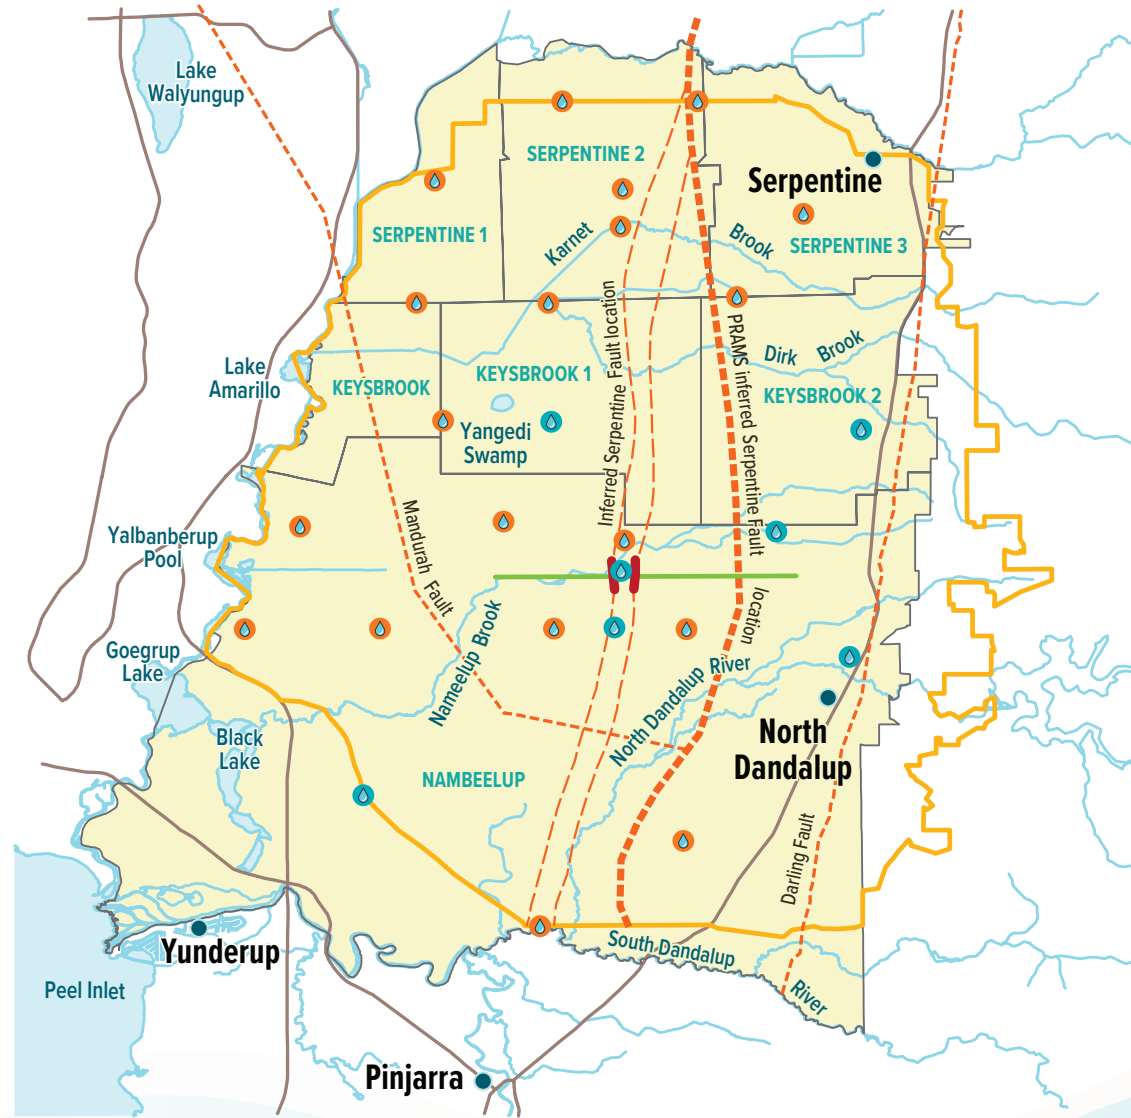 Lake
Walyungup
SERPENTINE 2
Serpentine
SERPENTINE 1
Karnet
Brook
SERPENTINE 3
Inferred Serpentine Fault location
PRAMS inferred Serpentine Fault
location
Dirk
Brook
Lake
Amarillo
KEYSBROOK
KEYSBROOK 1
KEYSBROOK 2
Yangedi
Swamp
Mandurah Fault
Yalbanberup
Pool
Nameelup Brook
Goegrup
Lake
North Dandalup River
Black
Lake
North
Dandalup
NAMBEELUP
Darling Fault
Yunderup
South Dandalup
River
Peel Inlet
Pinjarra